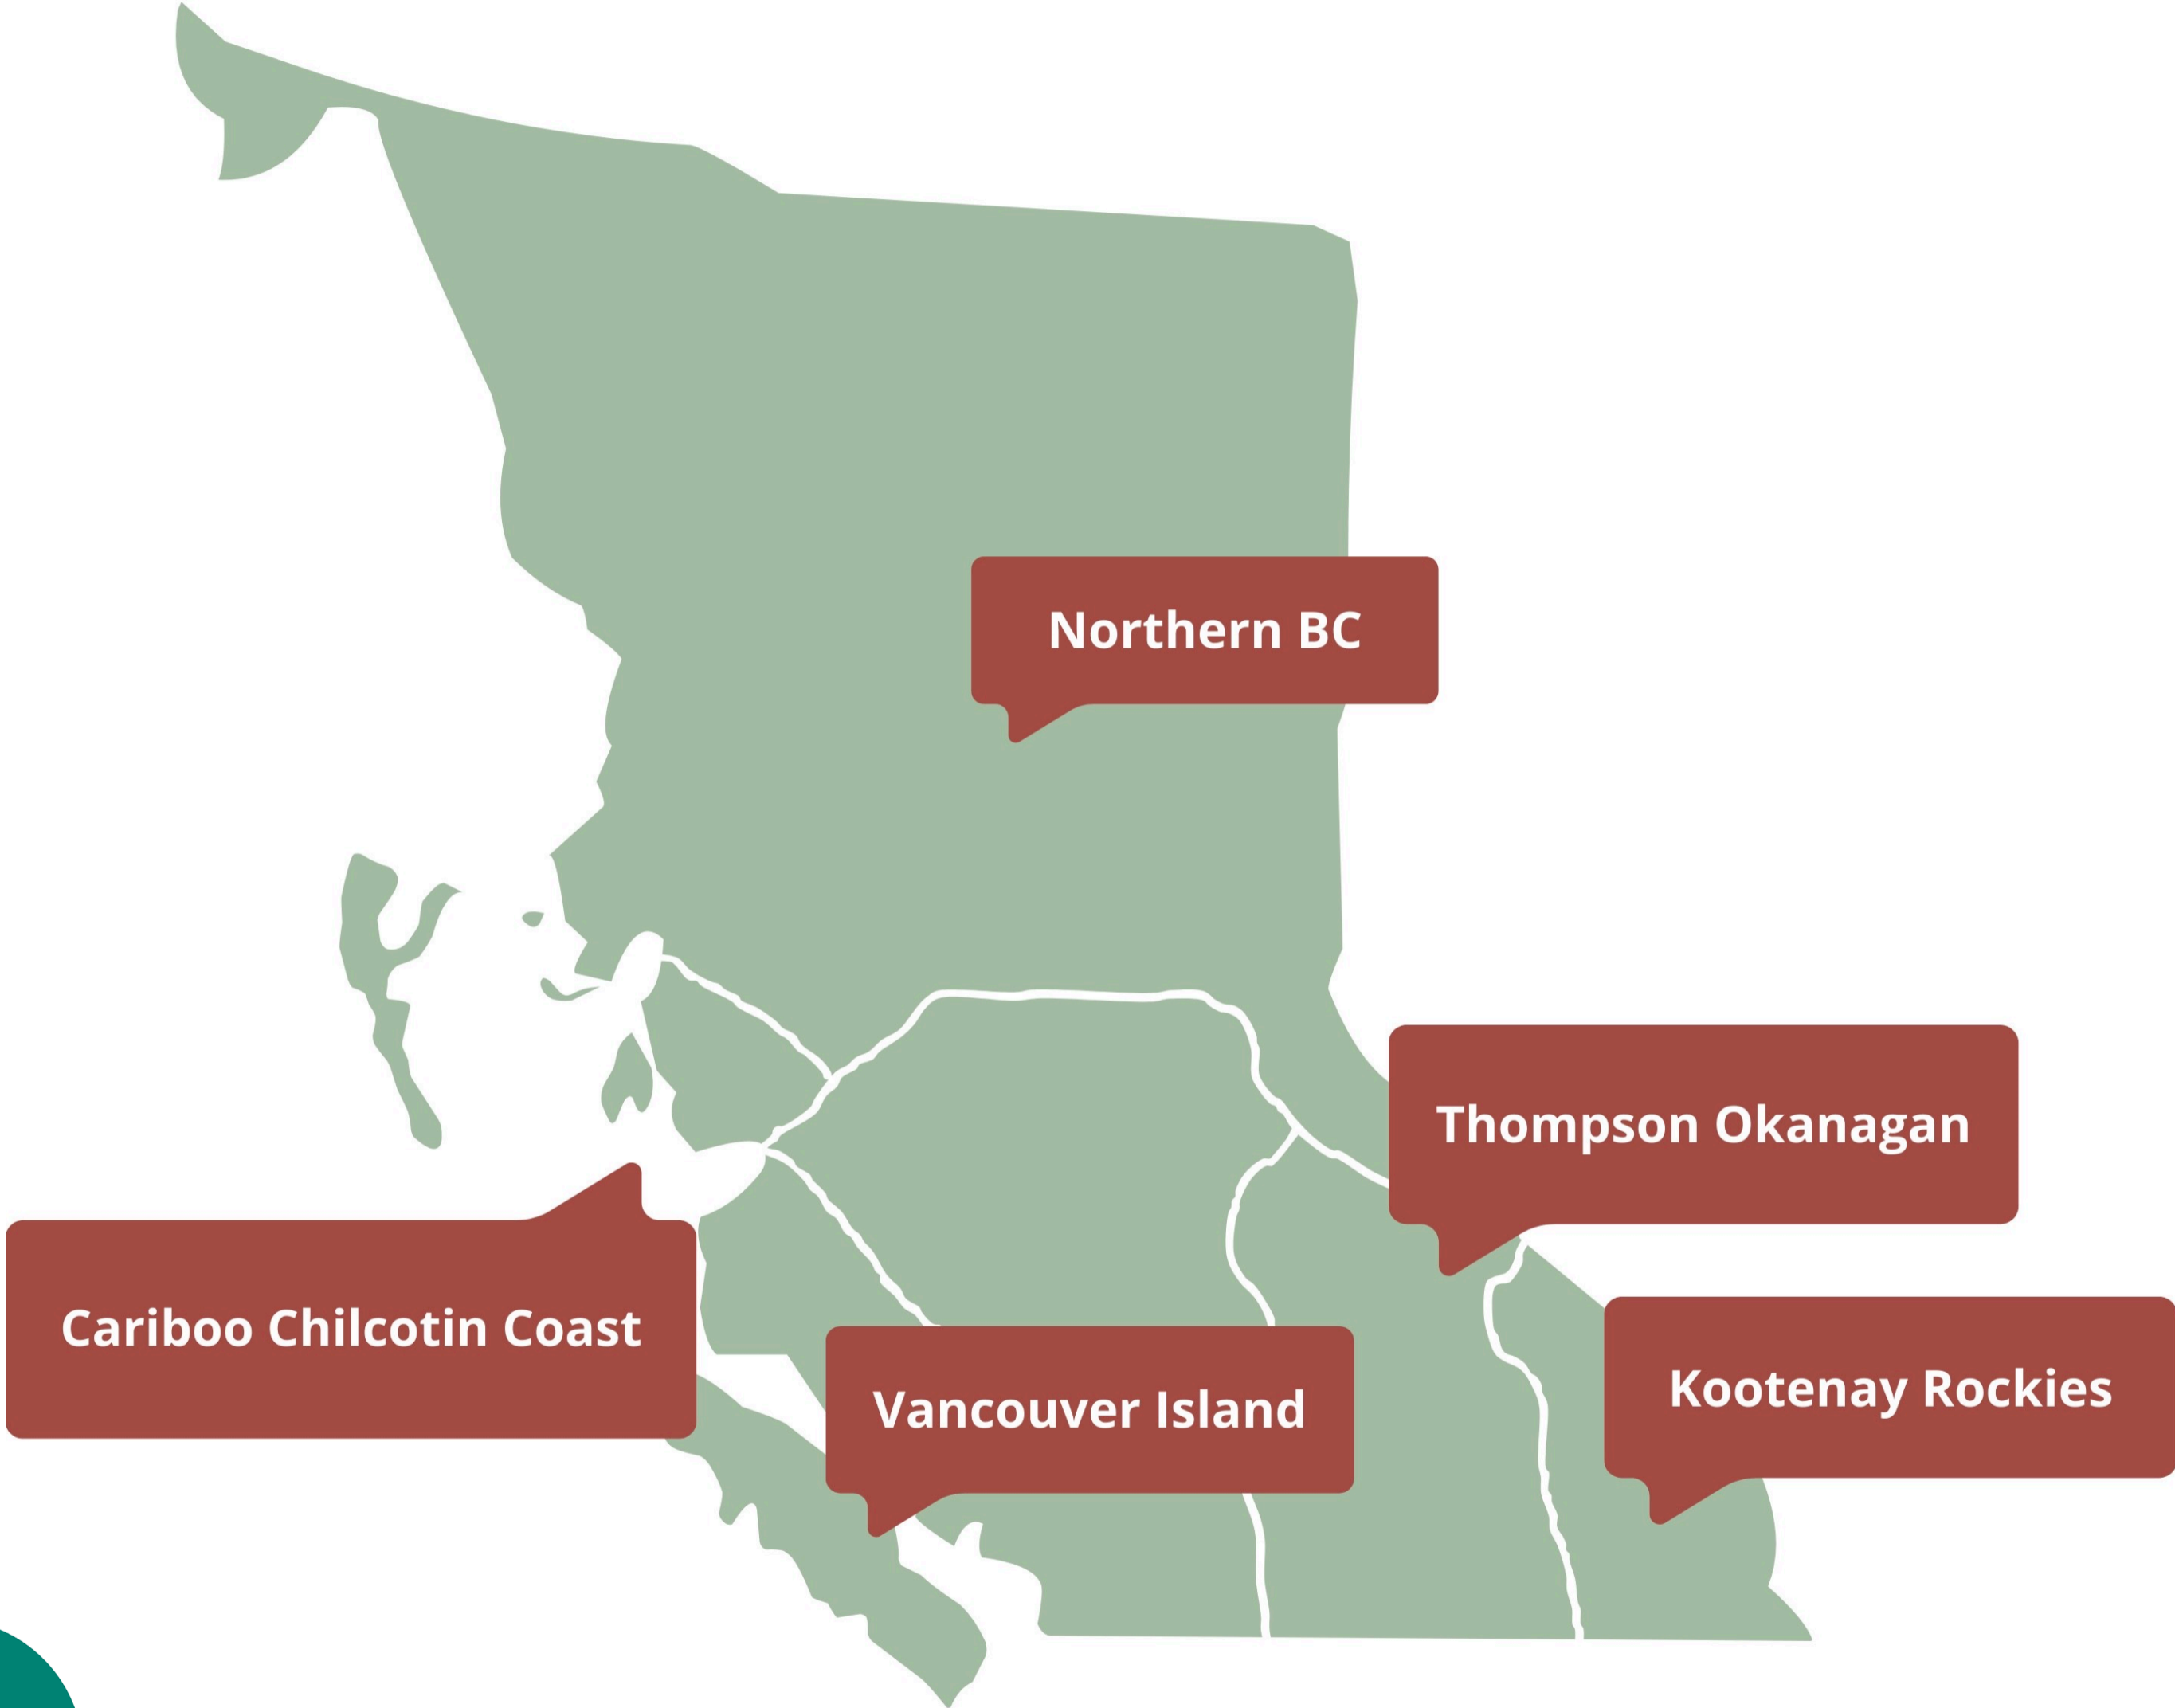 Northern BC
Thompson Okanagan
Cariboo Chilcotin Coast
Vancouver Island
Kootenay Rockies